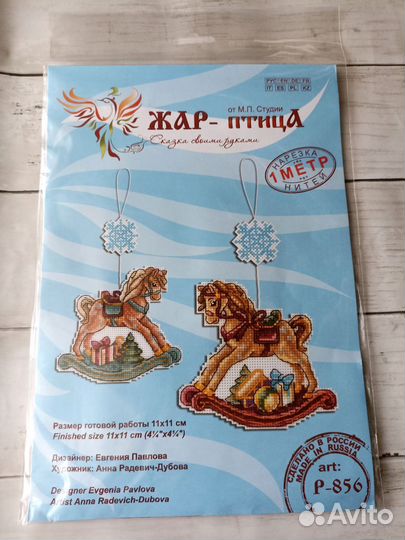 РУС EN DE FR
IT ES PL KZ
от М.П. Студии
ЖАР-ПТИЦА
Сказка своими руками
НАРЕЗКА
1 МЕТР
НИТЕЙ
Размер готовой работы 11х11 см
Finished size 11x11 cm (4¼"x4¼")
Дизайнер: Евгения Павлова
Художник: Анна Радевич-Дубова
Designer Evgenia Pavlova
Artist Anna Radevich-Dubova
СДЕЛАНО В РОССИИ
MADE IN RUSSIA
art:
P-856
Avito